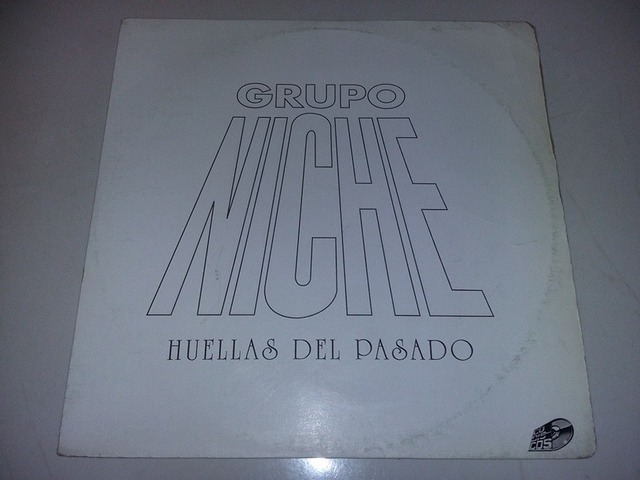 GRUPO
NICHE
HUELLAS DEL PASADO